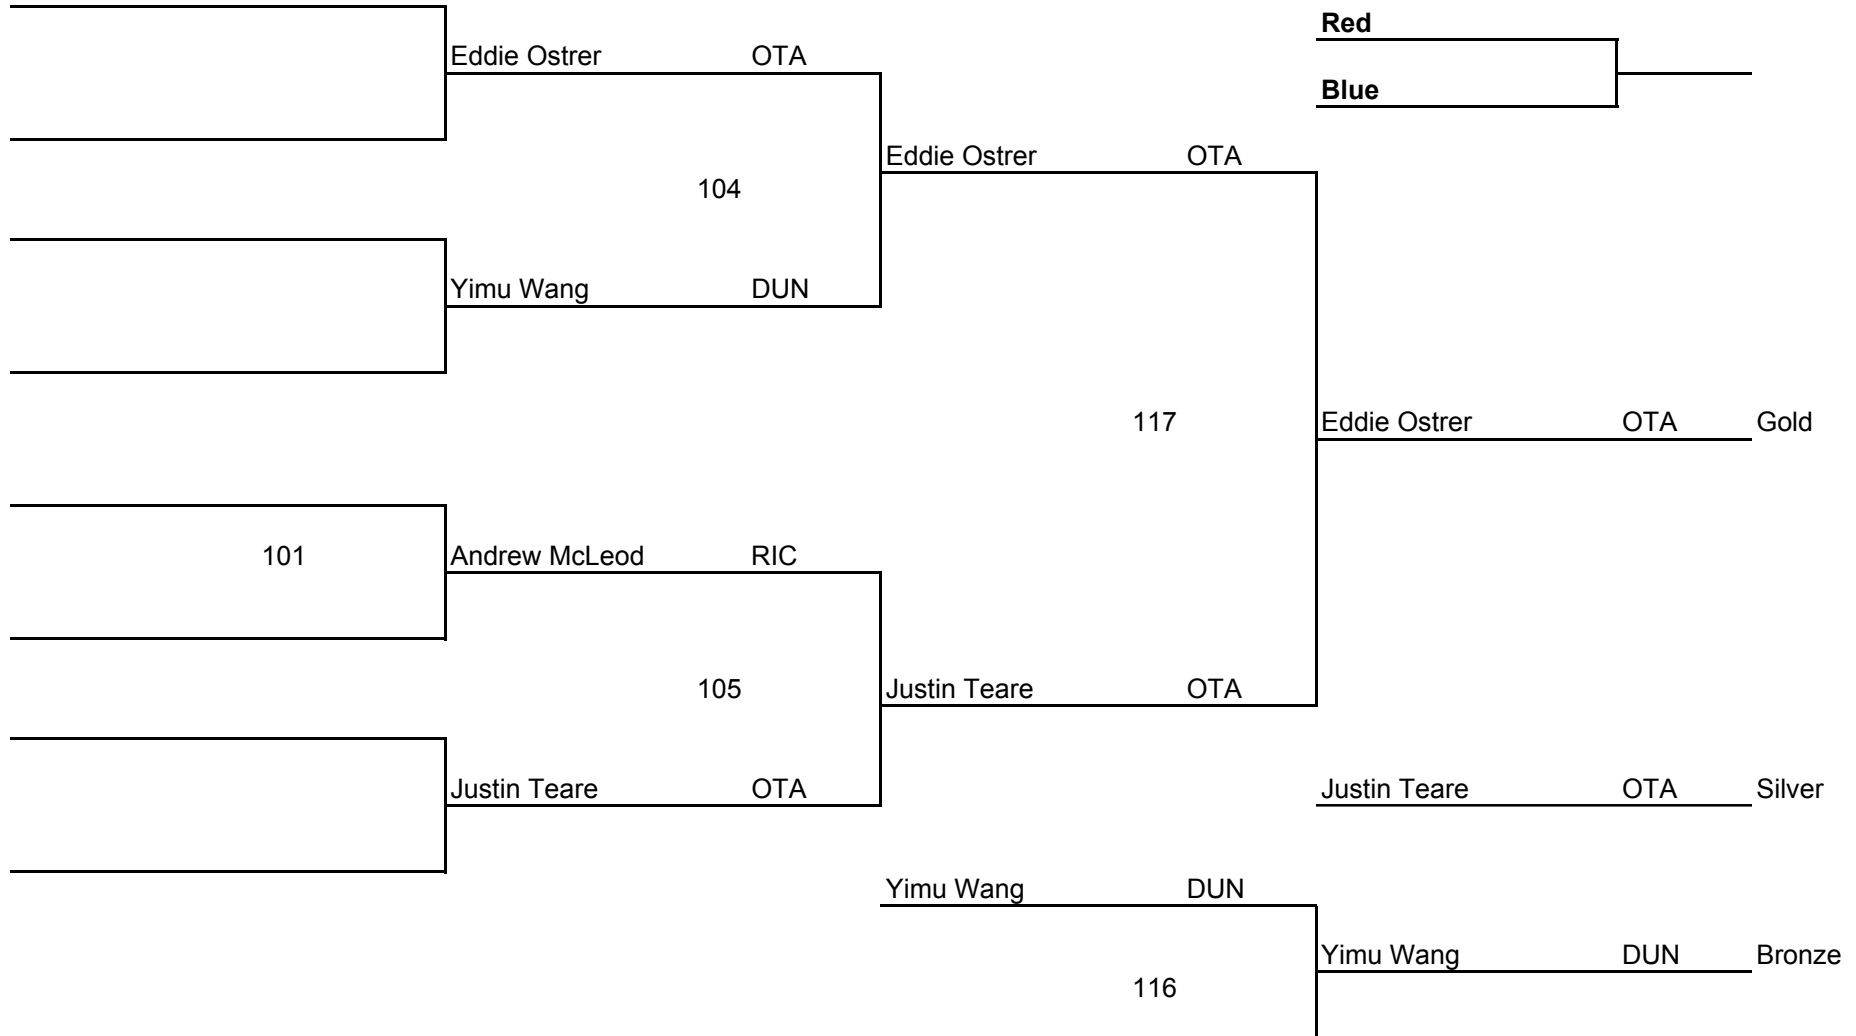 Red
Eddie Ostrer OTA
Blue
Eddie Ostrer OTA
104
Yimu Wang DUN
117 Eddie Ostrer OTA Gold
101 Andrew McLeod RIC
105 Justin Teare OTA
Justin Teare OTA Justin Teare OTA Silver
Yimu Wang DUN
Yimu Wang DUN Bronze
116